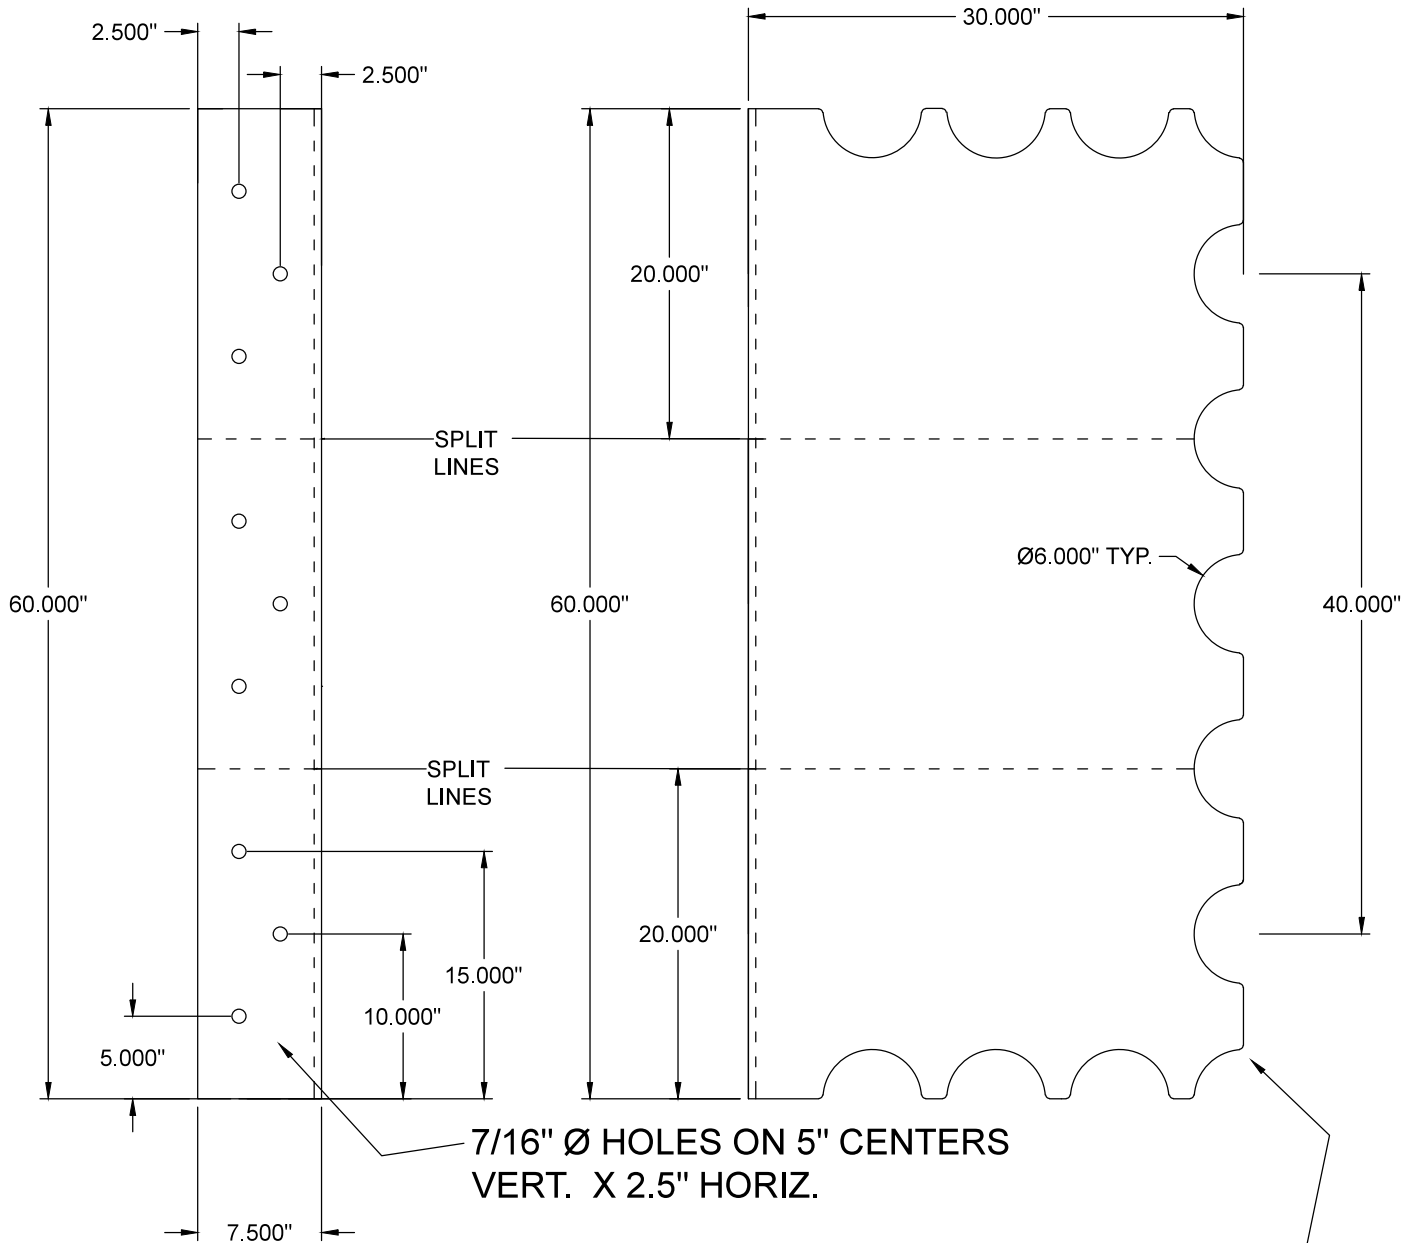 30.000"
2.500"
2.500"
20.000"
SPLIT
LINES
Ø6.000" TYP.
60.000"
60.000"
40.000"
SPLIT
LINES
20.000"
15.000"
10.000"
5.000"
7/16" Ø HOLES ON 5" CENTERS
VERT. X 2.5" HORIZ.
7.500"